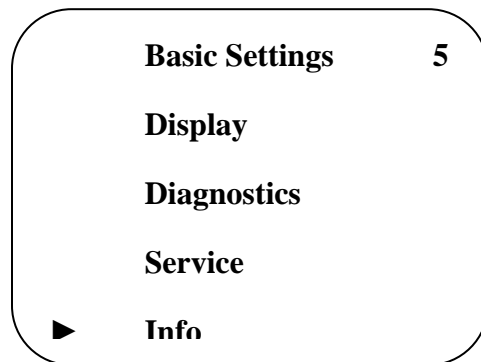 Basic Settings 5
Display
Diagnostics
Service
► Info